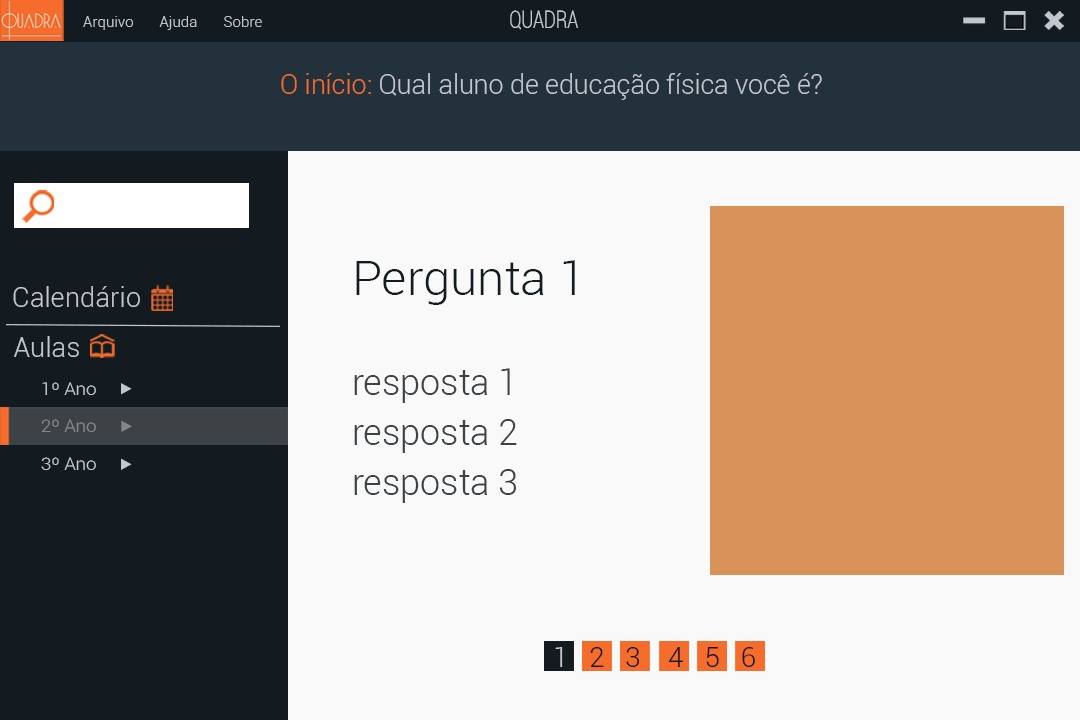 QUADRA Arquivo Ajuda Sobre QUADRA
O início: Qual aluno de educação física você é?
Calendário
Aulas
1º Ano
2º Ano
3º Ano
Pergunta 1
resposta 1
resposta 2
resposta 3
1 2 3 4 5 6